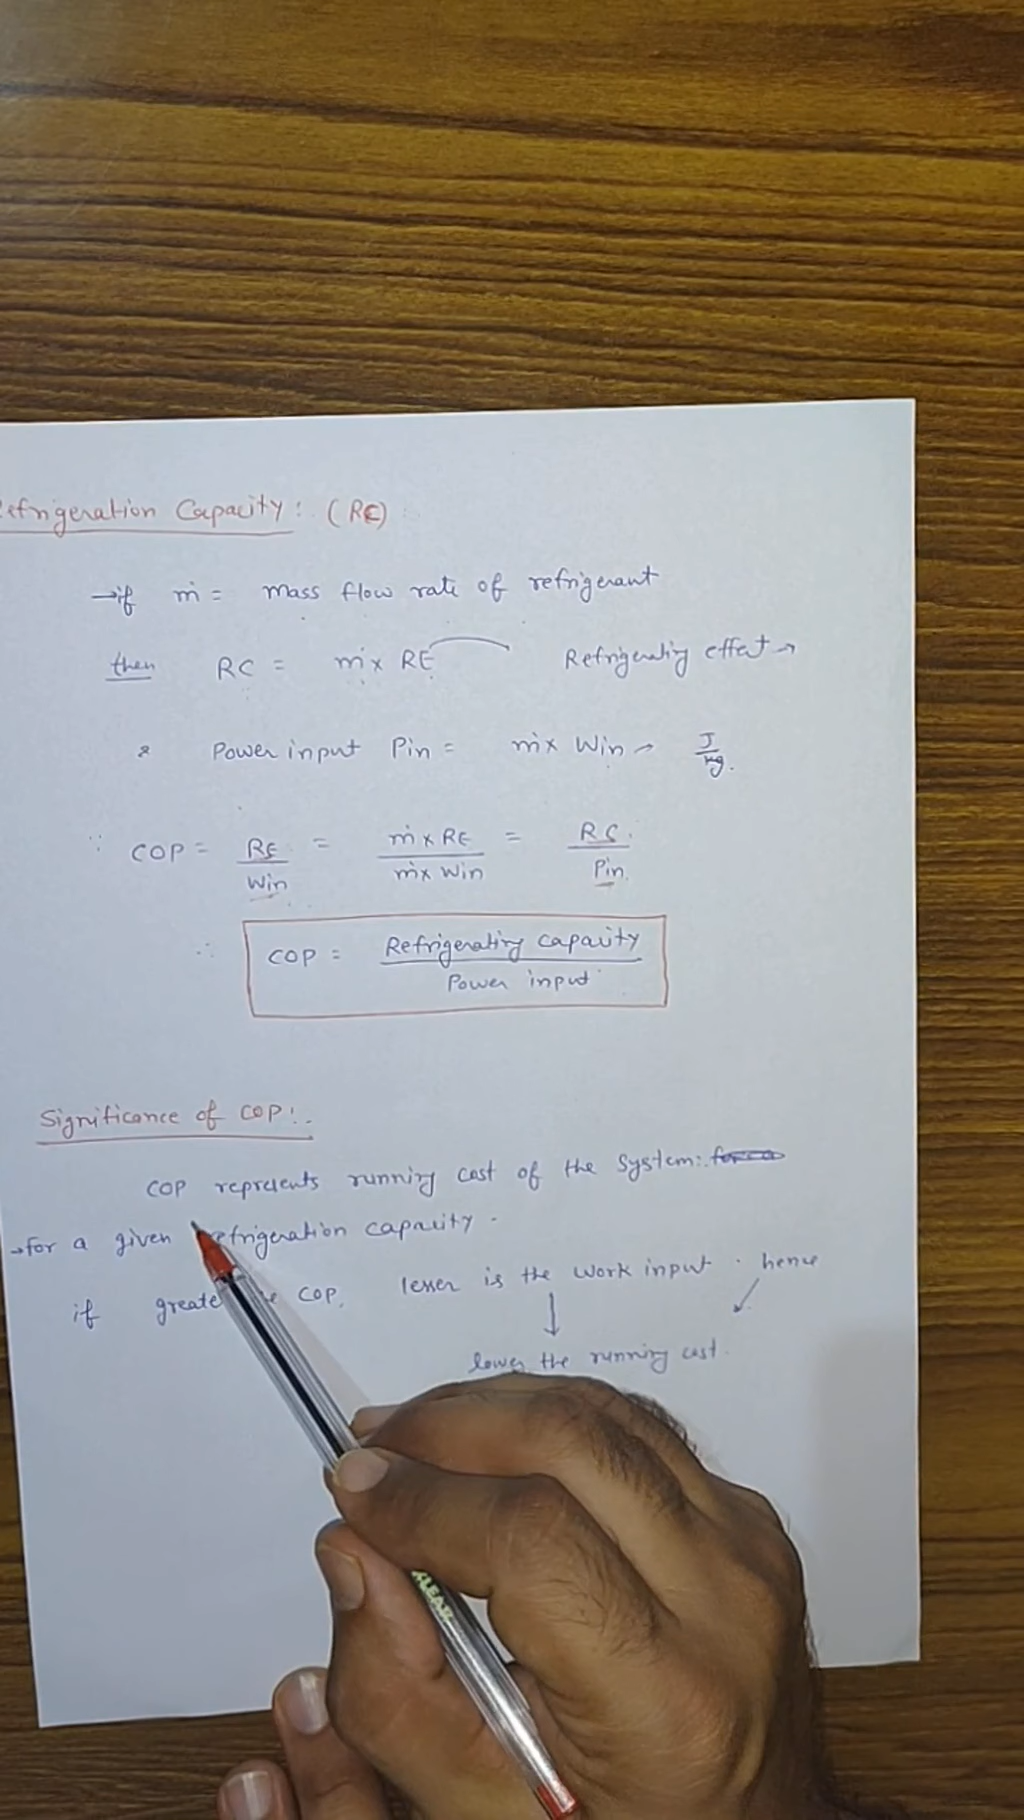 efrigeration Capacity: (RC)
→if ṁ = mass flow rate of refrigerant
then RC = ṁ x RE Refrigerating effect →
& Power input Pin = ṁ x Win → J/kg.
∵ COP = RE/Win = ṁ x RE/ṁ x Win = RC/Pin.
∴ COP = Refrigerating Capacity/Power input
Significance of COP:-
COP represents running cost of the system:
→for a given refrigeration capacity -
if greate COP, lesser is the work input . hence
lower the running cost.
CLEAR